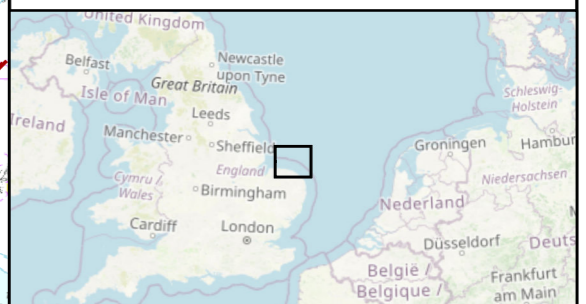 United Kingdom
Belfast
Newcastle
upon Tyne
Great Britain
Isle of Man
Schleswig-
Holstein
Ireland
Leeds
Manchester
Sheffield
Groningen
Hambur
England
Cymru /
Wales
Birmingham
Niedersachsen
Nederland
Cardiff
London
Düsseldorf
Deuts
België /
Belgique /
Frankfurt
am Main